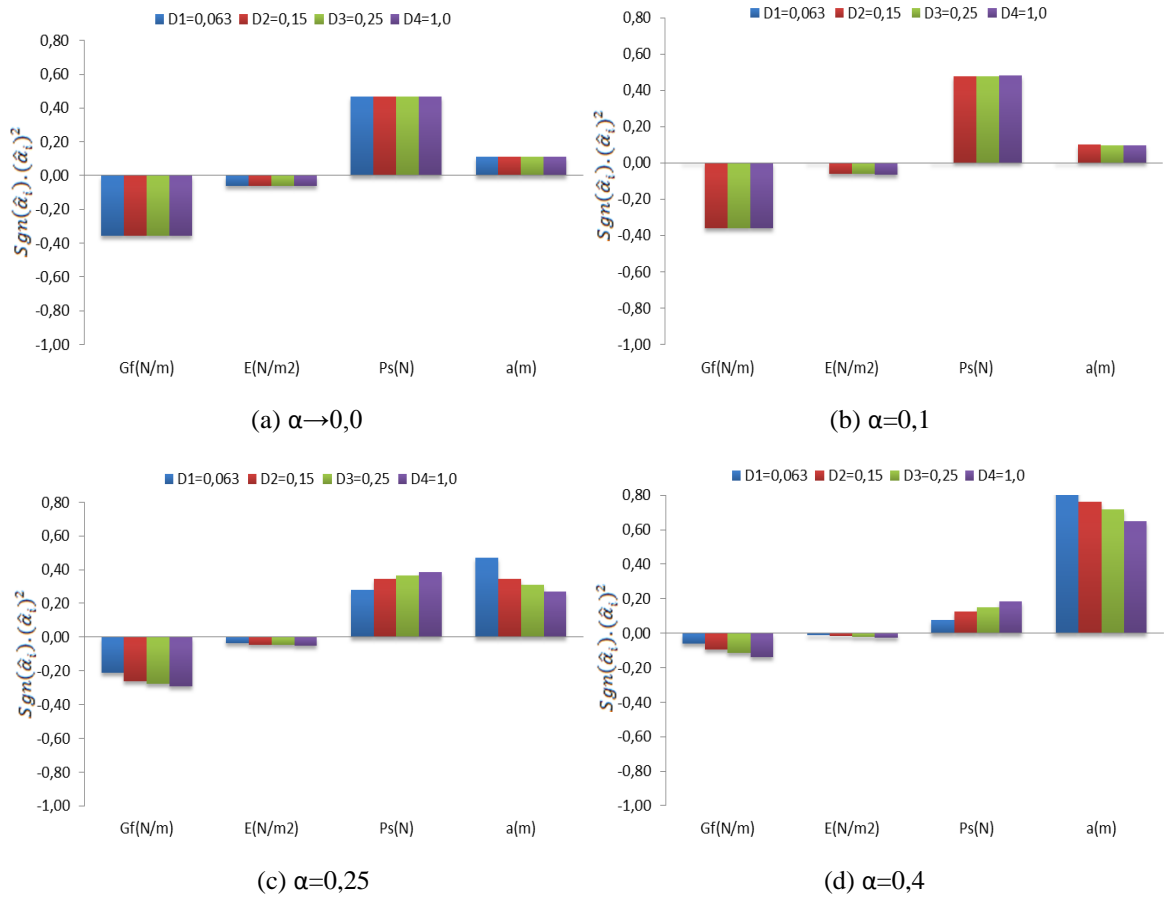 D1=0,063 D2=0,15 D3=0,25 D4=1,0
Sgn(α̂ᵢ).(α̂ᵢ)²
1,00
0,80
0,60
0,40
0,20
0,00
-0,20
-0,40
-0,60
-0,80
-1,00
Gf(N/m) E(N/m2) Ps(N) a(m)
(a) α→0,0
D1=0,063 D2=0,15 D3=0,25 D4=1,0
Sgn(α̂ᵢ).(α̂ᵢ)²
0,80
0,60
0,40
0,20
0,00
-0,20
-0,40
-0,60
-0,80
-1,00
Gf(N/m) E(N/m2) Ps(N) a(m)
(b) α=0,1
D1=0,063 D2=0,15 D3=0,25 D4=1,0
Sgn(α̂ᵢ).(α̂ᵢ)²
0,80
0,60
0,40
0,20
0,00
-0,20
-0,40
-0,60
-0,80
-1,00
Gf(N/m) E(N/m2) Ps(N) a(m)
(c) α=0,25
D1=0,063 D2=0,15 D3=0,25 D4=1,0
Sgn(α̂ᵢ).(α̂ᵢ)²
0,80
0,60
0,40
0,20
0,00
-0,20
-0,40
-0,60
-0,80
-1,00
Gf(N/m) E(N/m2) Ps(N) a(m)
(d) α=0,4